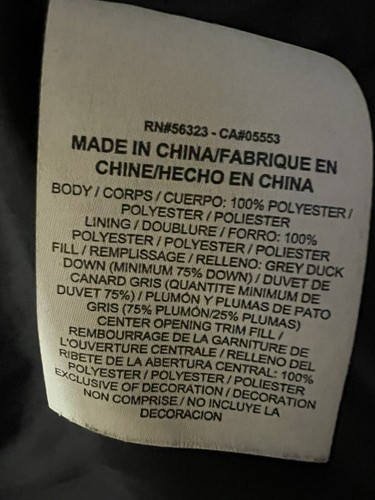 RN#56323 - CA#05553
MADE IN CHINA/FABRIQUE EN
CHINE/HECHO EN CHINA
BODY / CORPS / CUERPO: 100% POLYESTER /
POLYESTER / POLIESTER
LINING / DOUBLURE / FORRO: 100%
POLYESTER / POLYESTER / POLIESTER
FILL / REMPLISSAGE / RELLENO: GREY DUCK
DOWN (MINIMUM 75% DOWN) / DUVET DE
CANARD GRIS (QUANTITE MINIMUM DE
DUVET 75%) / PLUMÓN Y PLUMAS DE PATO
GRIS (75% PLUMÓN/25% PLUMAS)
CENTER OPENING TRIM FILL /
REMBOURRAGE DE LA GARNITURE DE
L'OUVERTURE CENTRALE / RELLENO DEL
RIBETE DE LA ABERTURA CENTRAL: 100%
POLYESTER / POLYESTER / POLIESTER
EXCLUSIVE OF DECORATION / DECORATION
NON COMPRISE / NO INCLUYE LA
DECORACION